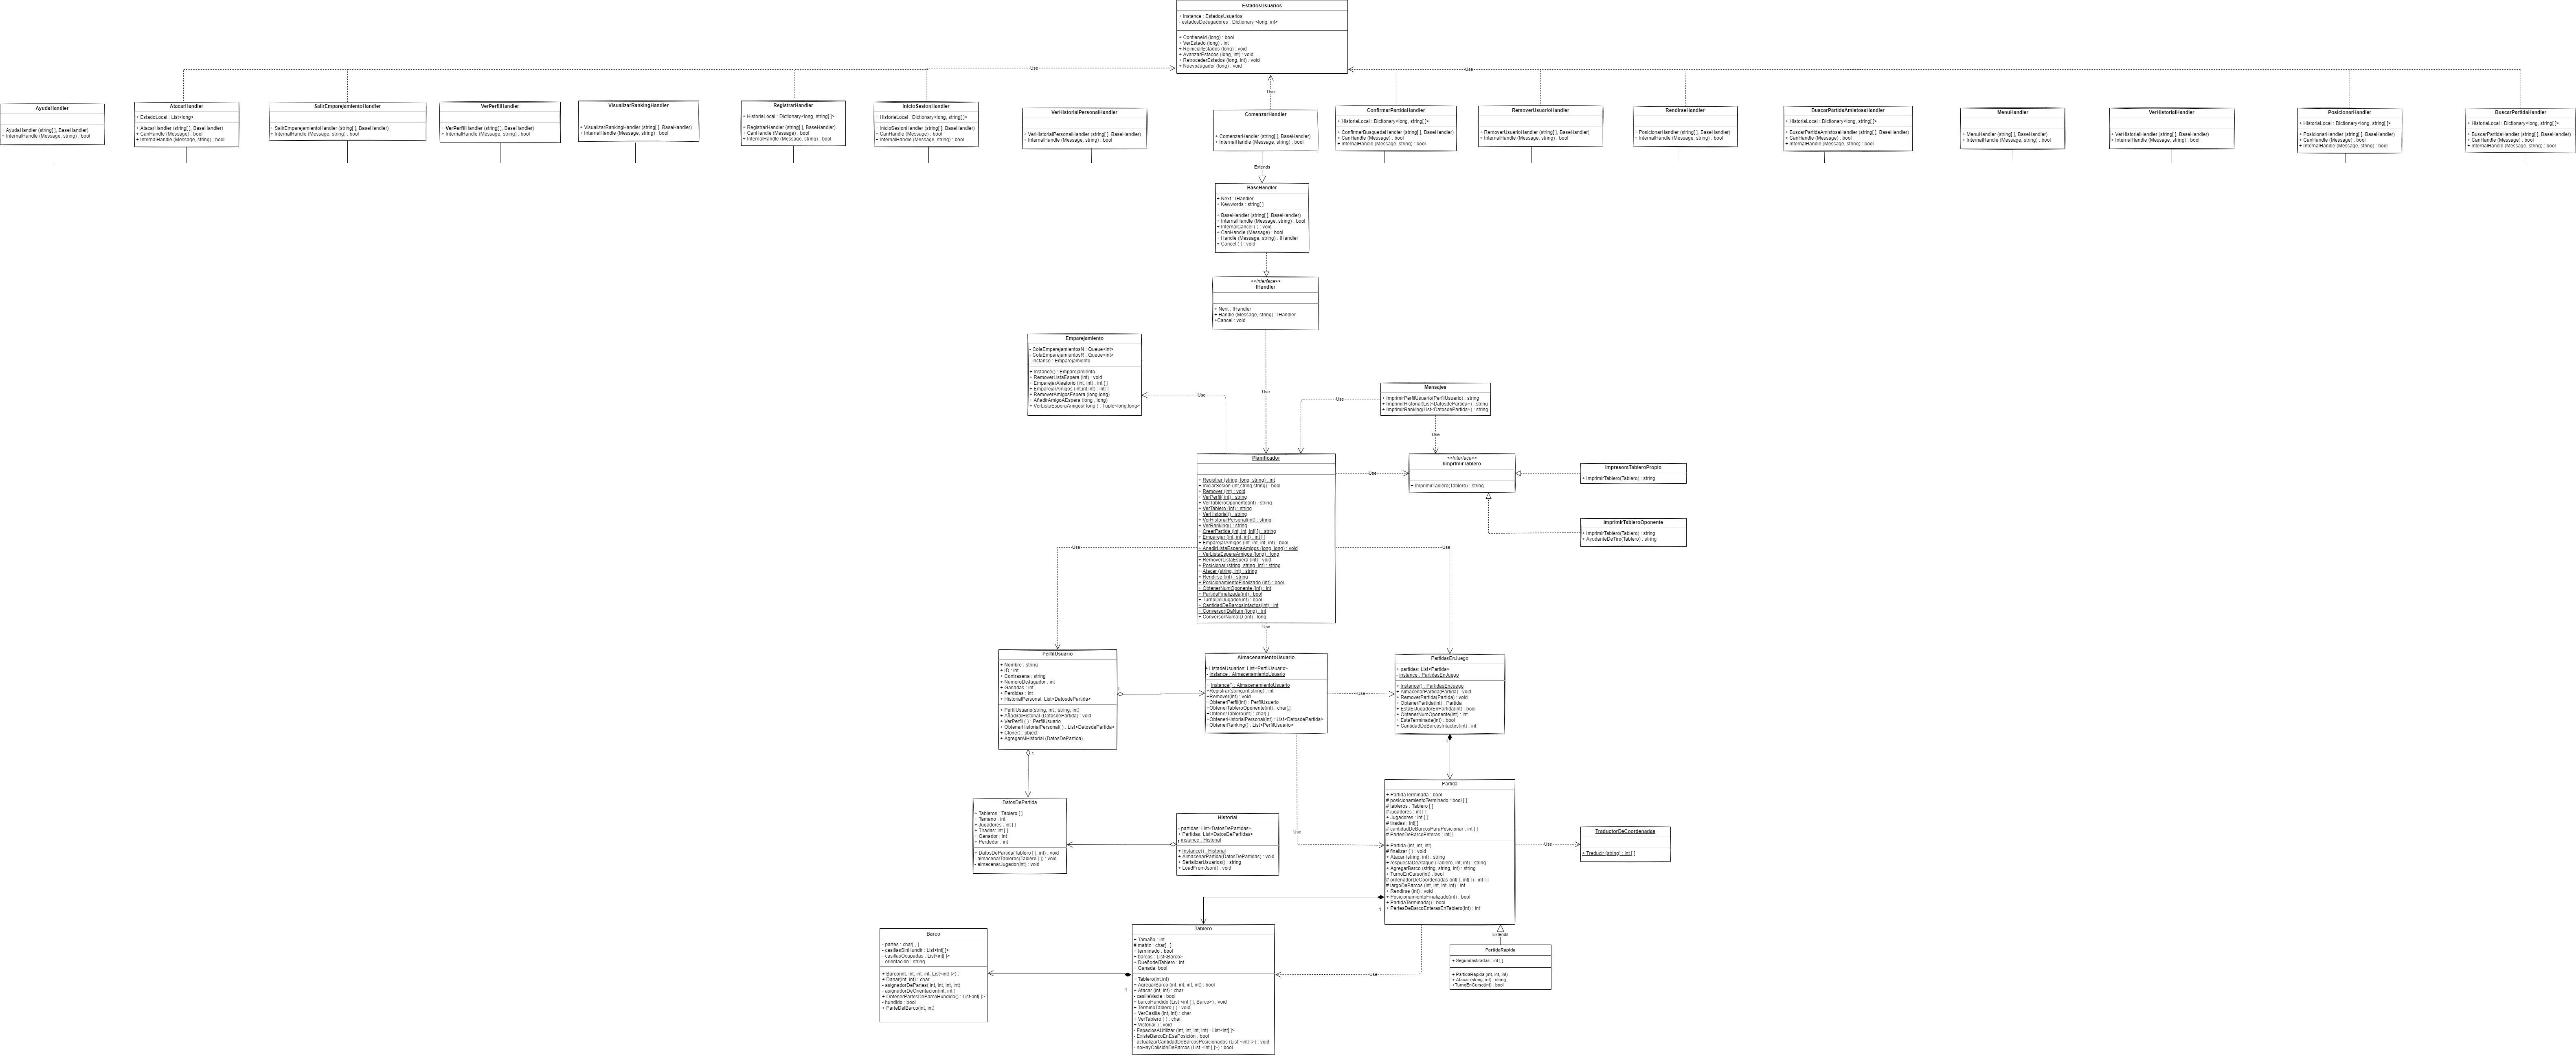 EstadosUsuarios
+ instance : EstadosUsuarios
- estadosDeJugadores : Dictionary <long, int>
+ ContieneId (long) : bool
+ VerEstado (long) : int
+ ReiniciarEstados (long) : void
+ AvanzarEstados (long, int) : void
+ RetrocederEstados (long, int) : void
+ NuevoJugador (long) : void
Use
Use
Use
AyudaHandler
+ AyudaHandler (string[ ], BaseHandler)
+ InternalHandle (Message, string) : bool
AtacarHandler
+ EstadoLocal : List<long>
+ AtacarHandler (string[ ], BaseHandler)
+ CanHandle (Message) : bool
+ InternalHandle (Message, string) : bool
SalirEmparejamientoHandler
+ SalirEmparejamientoHandler (string[ ], BaseHandler)
+ InternalHandle (Message, string) : bool
VerPerfilHandler
+ VerPerfilHandler (string[ ], BaseHandler)
+ InternalHandle (Message, string) : bool
VisualizarRankingHandler
+ VisualizarRankingHandler (string[ ], BaseHandler)
+ InternalHandle (Message, string) : bool
RegistrarHandler
+ HistoriaLocal : Dictionary<long, string[ ]>
+ RegistrarHandler (string[ ], BaseHandler)
+ CanHandle (Message) : bool
+ InternalHandle (Message, string) : bool
InicioSesionHandler
+ HistoriaLocal : Dictionary<long, string[ ]>
+ InicioSesionHandler (string[ ], BaseHandler)
+ CanHandle (Message) : bool
+ InternalHandle (Message, string) : bool
VerHistorialPersonalHandler
+ VerHistorialPersonalHandler (string[ ], BaseHandler)
+ InternalHandle (Message, string) : bool
ComenzarHandler
+ ComenzarHandler (string[ ], BaseHandler)
+ InternalHandle (Message, string) : bool
ConfirmarPartidaHandler
+ HistoriaLocal : Dictionary<long, string[ ]>
+ ConfirmarBusquedaHandler (string[ ], BaseHandler)
+ CanHandle (Message) : bool
+ InternalHandle (Message, string) : bool
RemoverUsuarioHandler
+ RemoverUsuarioHandler (string[ ], BaseHandler)
+ InternalHandle (Message, string) : bool
RendirseHandler
+ PosicionarHandler (string[ ], BaseHandler)
+ InternalHandle (Message, string) : bool
BuscarPartidaAmistosaHandler
+ HistoriaLocal : Dictionary<long, string[ ]>
+ BuscarPartidaAmistosaHandler (string[ ], BaseHandler)
+ CanHandle (Message) : bool
+ InternalHandle (Message, string) : bool
MenuHandler
+ MenuHandler (string[ ], BaseHandler)
+ InternalHandle (Message, string) : bool
VerHistorialHandler
+ VerHistorialHandler (string[ ], BaseHandler)
+ InternalHandle (Message, string) : bool
PosicionarHandler
+ HistoriaLocal : Dictionary<long, string[ ]>
+ PosicionarHandler (string[ ], BaseHandler)
+ CanHandle (Message) : bool
+ InternalHandle (Message, string) : bool
BuscarPartidaHandler
+ HistoriaLocal : Dictionary<long, string[ ]>
+ BuscarPartidaHandler (string[ ], BaseHandler)
+ CanHandle (Message) : bool
+ InternalHandle (Message, string) : bool
Extends
BaseHandler
+ Next : IHandler
+ Kewwords : string[ ]
+ BaseHandler (string[ ], BaseHandler)
+ InternalHandle (Message, string) : bool
+ InternalCancel ( ) : void
+ CanHandle (Message) : bool
+ Handle (Message, string) : IHandler
+ Cancel ( ) : void
<<interface>>
IHandler
+ Next : IHandler
+ Handle (Message, string) : IHandler
+Cancel : void
Use
Emparejamiento
- ColaEmparejamientosN : Queue<int>
- ColaEmparejamientosR : Queue<int>
- instance : Emparejamiento
+ Instance() : Emparejamiento
+ RemoverListaEspera (int) : void
+ EmparejarAleatorio (int, int) : int [ ]
+ EmparejarAmigos (int,int,int) : int[ ]
+ RemoverAmigosEspera (long,long)
+ AñadirAmigoAEspera (long , long)
+ VerListaEsperaAmigos( long ) : Tuple<long,long>
Use
Mensajes
+ ImprimirPerfilUsuario(PerfilUsuario) : string
+ ImprimirHistorial(List<DatosdePartida>) : string
+ ImprimirRanking(List<DatosdePartida>) : string
Use
Use
Planificador
+ Registrar (string, long, string) : int
+ IniciarSesion (int,string,string) : bool
+ Remover (int) : void
+ VerPerfil( int) : string
+ VerTableroOponente(int) : string
+ VerTablero (int) : string
+ VerHistorial( ) : string
+ VerHistorialPersonal(int) : string
+ VerRanking() : string
+ CrearPartida (int, int, int[ ]) : string
+ Emparejar (int, int, int) : int [ ]
+ EmparejarAmigos (int, int, int, int) : bool
+ AñadirListaEsperaAmigos (long, long) : void
+ VerListaEsperaAmigos (long) : long
+ RemoverListaEspera (int) : void
+ Posicionar (string, string, int) : string
+ Atacar (string, int) : string
+ Rendirse (int) : string
+ PosicionamientoFinalizado (int) : bool
+ ObtenerNumOponente (int) : int
+ PartidaFinalizada(int) : bool
+ TurnoDelJugador(int) : bool
+ CantidadDeBarcosIntactos(int) : int
+ ConversorIDaNum (long) : int
+ ConversorNumaID (int) : long
Use
<<interface>>
IImprimirTablero
+ ImprimirTablero(Tablero) : string
ImpresoraTableroPropio
+ ImprimirTablero(Tablero) : string
ImprimirTableroOponente
+ ImprimirTablero(Tablero) : string
+ AyudanteDeTiro(Tablero) : string
Use
Use
Use
PerfilUsuario
+ Nombre : string
+ ID : int
+ Contrasena : string
+ NumeroDeJugador : int
+ Ganadas : int
+ Perdidas : int
+ HistorialPersonal: List<DatosdePartida>
+ PerfilUsuario(string, int , string, int)
+ AñadiralHistorial (DatosdePartida) : void
+ VerPerfil ( ) : PerfilUsuario
+ ObtenerHistorialPersonal( ) : List<DatosdePartida>
+ Clone() : object
+ AgregarAlHistorial (DatosDePartida)
1
1
AlmacenamientoUsuario
+ ListadeUsuarios: List<PerfilUsuario>
- instance : AlmacenamientoUsuario
+ Instance() : AlmacenamientoUsuario
+Registrar(string,int,string) : int
+Remover(int) : void
+ObtenerPerfil(int) : PerfilUsuario
+ObtenerTableroOponente(int) : char[,]
+ObtenerTablero(int) : char[,]
+ObtenerHistorialPersonal(int) : List<DatosdePartida>
+ObtenerRanking() : List<PerfilUsuario>
Use
PartidasEnJuego
+ partidas: List<Partida>
- instance : PartidasEnJuego
+ Instance() : PartidasEnJuego
+ AlmacenarPartida(Partida) : void
+ RemoverPartida(Partida) : void
+ ObtenerPartida(int) : Partida
+ EstaElJugadorEnPartida(int) : bool
+ ObtenerNumOponente(int) : int
+ EstaTerminada(int) : bool
+ CantidadDeBarcosIntactos(int) : int
1
DatosDePartida
+ Tableros : Tablero [ ]
+ Tamano : int
+ Jugadores : int [ ]
+ Tiradas: int [ ]
+ Ganador : int
+ Perdedor : int
+ DatosDePartida(Tablero [ ], int) : void
- almacenarTableros(Tablero [ ]) : void
- almacenarJugador(int) : void
Historial
- partidas: List<DatosDePartidas>
+ Partidas: List<DatosDePartidas>
- instance : Historial
+ Instance() : Historial
+ AlmacenarPartida(DatosDePartidas) : void
+ SerializarUsuarios() : string
+ LoadFromJson() : void
1
Use
Partida
+ PartidaTerminada : bool
# posicionamientoTerminado : bool [ ]
# tableros : Tablero [ ]
# jugadores : int [ ]
+ Jugadores : int [ ]
# tiradas : int[ ]
# cantidadDeBarcosParaPosicionar : int [ ]
# PartesDeBarcoEnteras : int[ ]
+ Partida (int, int, int)
# finalizar ( ) : void
+ Atacar (string, int) : string
+ respuestaDeAtaque (Tablero, int, int) : string
+ AgregarBarco (string, string, int) : string
+ TurnoEnCurso(int) : bool
# ordenadorDeCoordenadas (int[ ], int[ ]) : int [ ]
# largoDeBarcos (int, int, int, int) : int
+ Rendirse (int) : void
+ PosicionamientoFinalizado(int) : bool
+ PartidaTerminada() : bool
+ PartesDeBarcoEnterasEnTablero(int) : int
Use
TraductorDeCoordenadas
+ Traducir (string) : int [ ]
1
Extends
PartidaRapida
+ Segundastiradas : int [ ]
+ PartidaRapida (int, int, int)
+ Atacar (string, int) : string
+TurnoEnCurso(int) : bool
Use
Tablero
+ Tamaño : int
# matriz : char[ , ]
+ terminado : bool
+ barcos : List<Barco>
+ DueñodelTablero : int
+ Ganada: bool
+ Tablero(int,int)
+ AgregarBarco (int, int, int, int) : bool
+ Atacar (int, int) : char
- casillaVacia : bool
+ barcoHundido (List <int [ ], Barco>) : void
+ TerminoTablero ( ) : void
+ VerCasilla (int, int) : char
+ VerTablero ( ) : char
+ Victoria( ) : void
- EspaciosAUtilizar (int, int, int, int) : List<int[ ]>
- ExisteBarcoEnEsaPosición : bool
- actualizarCantidadDeBarcosPosicionados (List <int[ ]>) : void
- noHayColisiónDeBarcos (List <int [ ]>) : bool
1
Barco
- partes : char[ , ]
- casillasSinHundir : List<int[ ]>
- casillasOcupadas : List<int[ ]>
- orientacion : string
+ Barco(int, int, int, int, List<int[ ]>) :
+ Danar(int, int) : char
- asignadorDePartes( int, int, int, int)
- asignadorDeOrientacion(int, int )
+ ObtenerPartesDeBarcoHundido() : List<int[ ]>
- hundido : bool
+ ParteDelBarco(int, int)